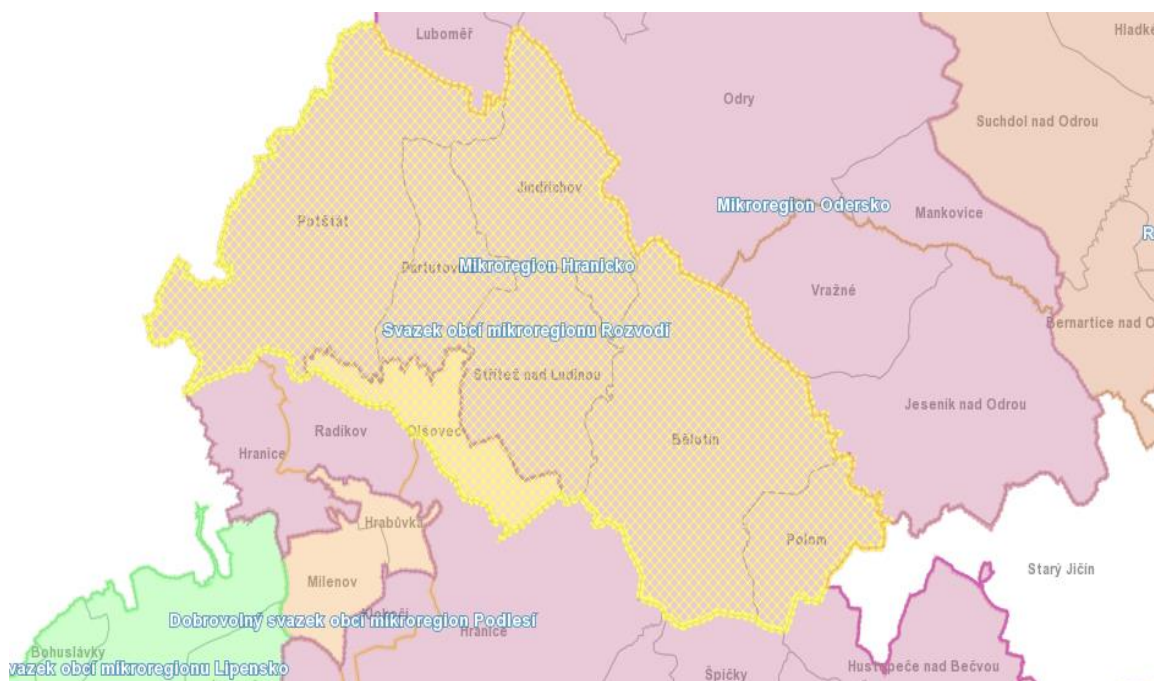 Luboměř
Hladké
Odry
Suchdol nad Odrou
Jindřichov
Potštát
Mikroregion Odersko
Mankovice
R
Partutovice
Mikroregion Hranicko
Vražné
Svazek obcí mikroregionu Rozvodí
Bernartice nad O
Střítež nad Ludinou
Jeseník nad Odrou
Olšovec
Radíkov
Bělotín
Hranice
Hrabůvka
Polom
Starý Jičín
Milenov
Klokočí
Dobrovolný svazek obcí mikroregion Podlesí
Hranice
Bohuslávky
vazek obcí mikroregionu Lipensko
Špičky
Hustopeče nad Bečvou